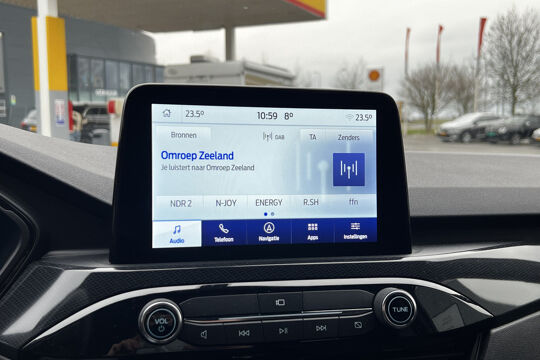 23.5° 10:59 8° 23.5°
Bronnen DAB TA Zenders
Omroep Zeeland
Je luistert naar Omroep Zeeland
NDR 2 N-JOY ENERGY R.SH ffn
Audio Telefoon Navigatie Apps Instellingen
VOL TUNE